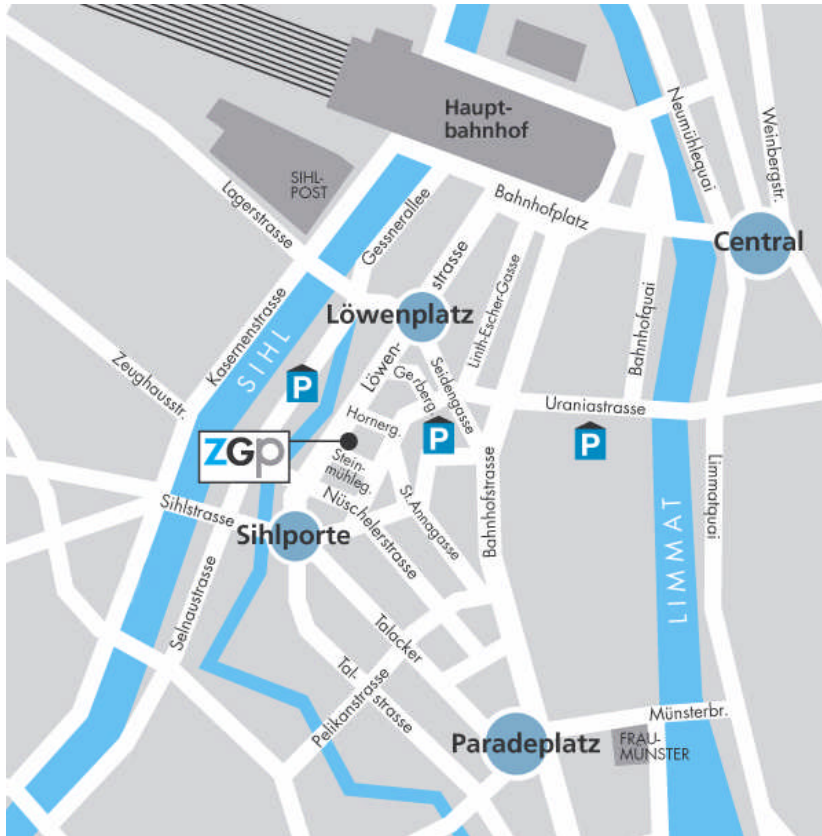 Haupt-
bahnhof
SIHL-
POST
Neumühlequai
Weinbergstr.
Lagerstrasse
Gessnerallee
Bahnhofplatz
Central
Löwen-
strasse
Löwenplatz
Linth-Escher-Gasse
Bahnhofquai
Kasernenstrasse
SIHL
Zeughausstr.
P
Gerberg.
Seidengasse
Uraniastrasse
Hornerg.
P
P
ZGP
Stein-
mühleg.
Limmatquai
Sihlstrasse
Nüschelerstrasse
St. Annagasse
Bahnhofstrasse
Sihlporte
LIMMAT
Selnaustrasse
Talacker
Tal-
strasse
Pelikanstrasse
Münsterbr.
Paradeplatz
FRAU-
MÜNSTER